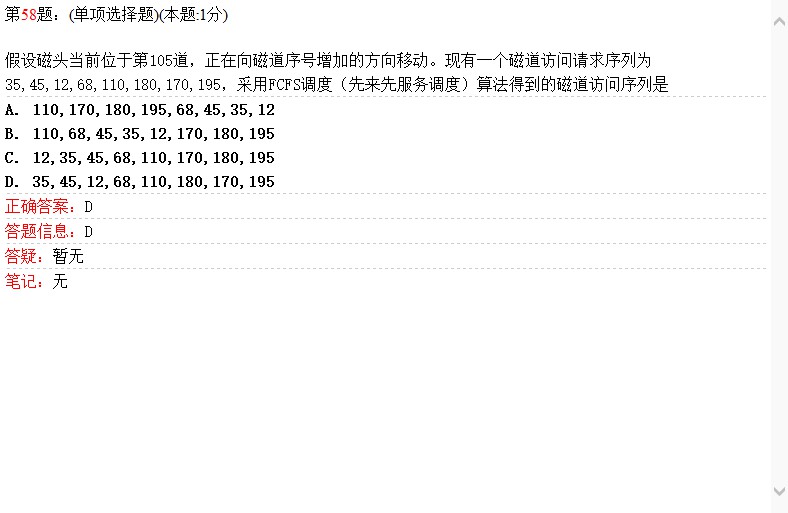 第58题：(单项选择题)(本题:1分)
假设磁头当前位于第105道，正在向磁道序号增加的方向移动。现有一个磁道访问请求序列为
35,45,12,68,110,180,170,195，采用FCFS调度（先来先服务调度）算法得到的磁道访问序列是
A. 110,170,180,195,68,45,35,12
B. 110,68,45,35,12,170,180,195
C. 12,35,45,68,110,170,180,195
D. 35,45,12,68,110,180,170,195
正确答案：D
答题信息：D
答疑：暂无
笔记：无